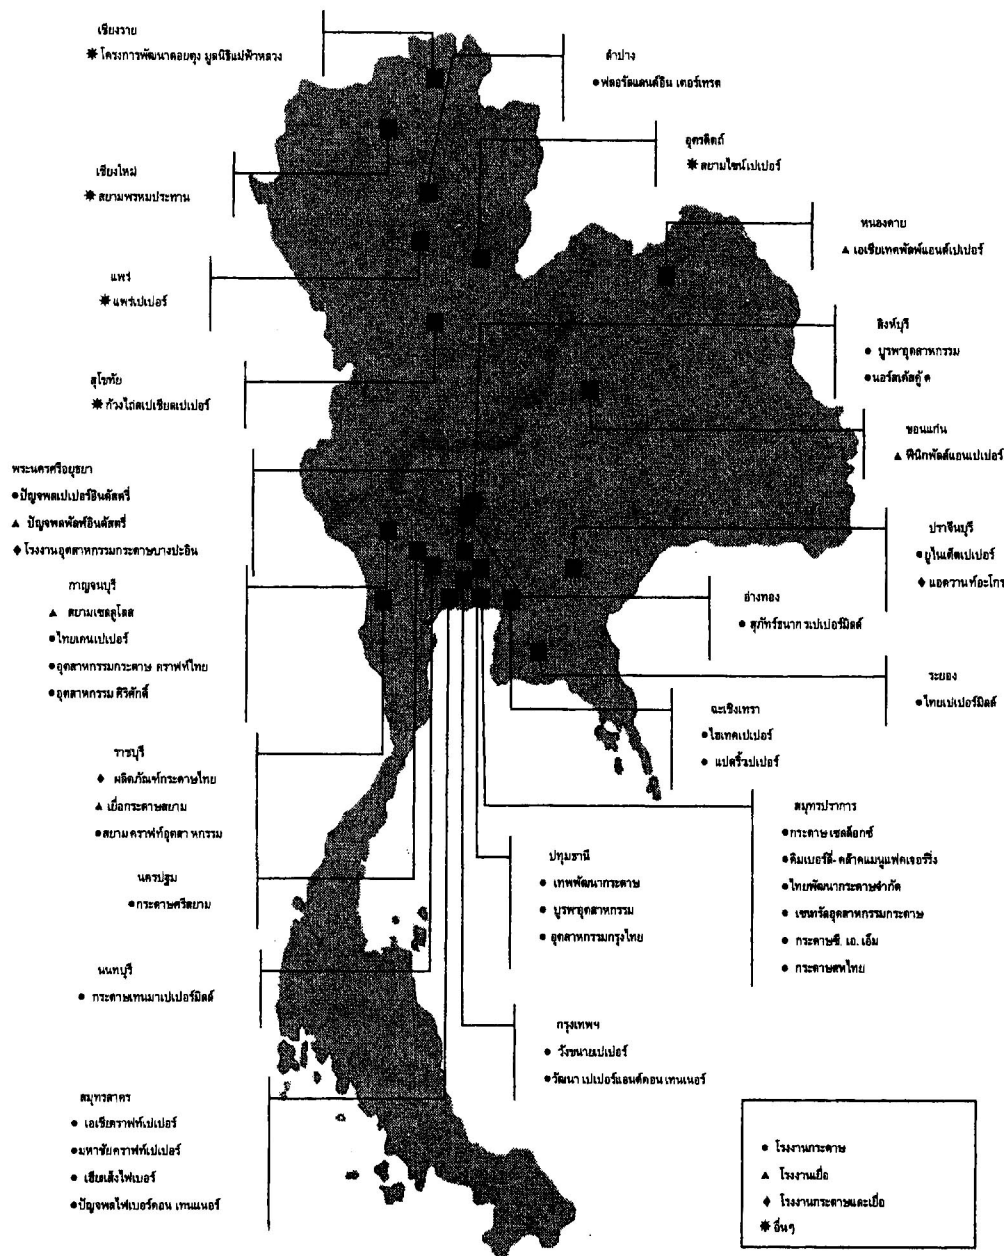 เชียงราย
✷ โครงการพัฒนาดอยตุง มูลนิธิแม่ฟ้าหลวง
ลำปาง
● ฟลอรัลแลนด์อิน เตอร์เทรด
อุตรดิตถ์
✷ สยามไซน์เปเปอร์
เชียงใหม่
✷ สยามพรหมประทาน
หนองคาย
▲ เอเซียเทคพัลพ์แอนด์เปเปอร์
แพร่
✷ แพร่เปเปอร์
สิงห์บุรี
● บูรพาอุตสาหกรรม
● นอร์สเต้สกู๊ด
สุโขทัย
✷ ก้วงไถ่สเปเชียลเปเปอร์
ขอนแก่น
▲ ฟินิกพัลล์แอนเปเปอร์
พระนครศรีอยุธยา
● ปัญจพลเปเปอร์อินดัสตรี่
▲ ปัญจพลพัลพ์อินดัสตรี่
♦ โรงงานอุตสาหกรรมกระดาษบางปะอิน
ปราจีนบุรี
● ยูไนเต็ดเปเปอร์
♦ แอดวานท์อะโกร
กาญจนบุรี
▲ สยามเซลลูโลส
● ไทยเคนเปเปอร์
● อุตสาหกรรมกระดาษ คราฟท์ไทย
● อุตสาหกรรม ศิริศักดิ์
อ่างทอง
● สุภัทร์ธนาก รเปเปอร์มิลล์
ระยอง
● ไทยเปเปอร์มิลล์
ฉะเชิงเทรา
● ไฮเทคเปเปอร์
● แปดริ้วเปเปอร์
ราชบุรี
♦ ผลิตภัณฑ์กระดาษไทย
▲ เยื่อกระดาษสยาม
● สยามคราฟท์อุตสา หกรรม
สมุทรปราการ
● กระดาษ เซลล็อกซ์
● คิมเบอร์ลี่-คล๊าคแมนูแฟคเจอร์ริ่ง
● ไทยพัฒนากระดาษจำกัด
● เซนทรัลอุตสาหกรรมกระดาษ
● กระดาษซี. เอ. เอ็ม
● กระดาษสหไทย
ปทุมธานี
● เทพพัฒนากระดาษ
● บูรพาอุตสาหกรรม
● อุตสาหกรรมกรุงไทย
นครปฐม
● กระดาษศรีสยาม
นนทบุรี
● กระดาษเทนมาเปเปอร์มิลล์
กรุงเทพฯ
● วังขนายเปเปอร์
● วัฒนา เปเปอร์แอนด์คอน เทนเนอร์
สมุทรสาคร
● เอเชียคราฟท์เปเปอร์
● มหาชัยคราฟท์เปเปอร์
● เฮียเส็งไฟเบอร์
● ปัญจพลไฟเบอร์คอน เทนแนอร์
● โรงงานกระดาษ
▲ โรงงานเยื่อ
♦ โรงงานกระดาษและเยื่อ
✷ อื่นๆ